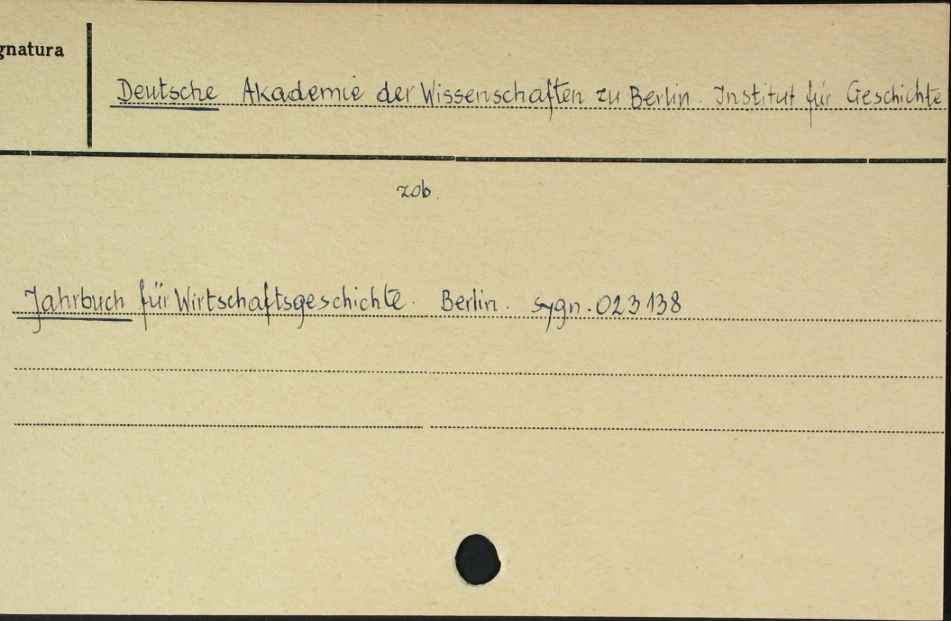 gnatura
Deutsche Akademie der Wissenschaften zu Berlin. Institut für Geschichte
zob.
Jahrbuch für Wirtschaftsgeschichte. Berlin. sygn. 023138